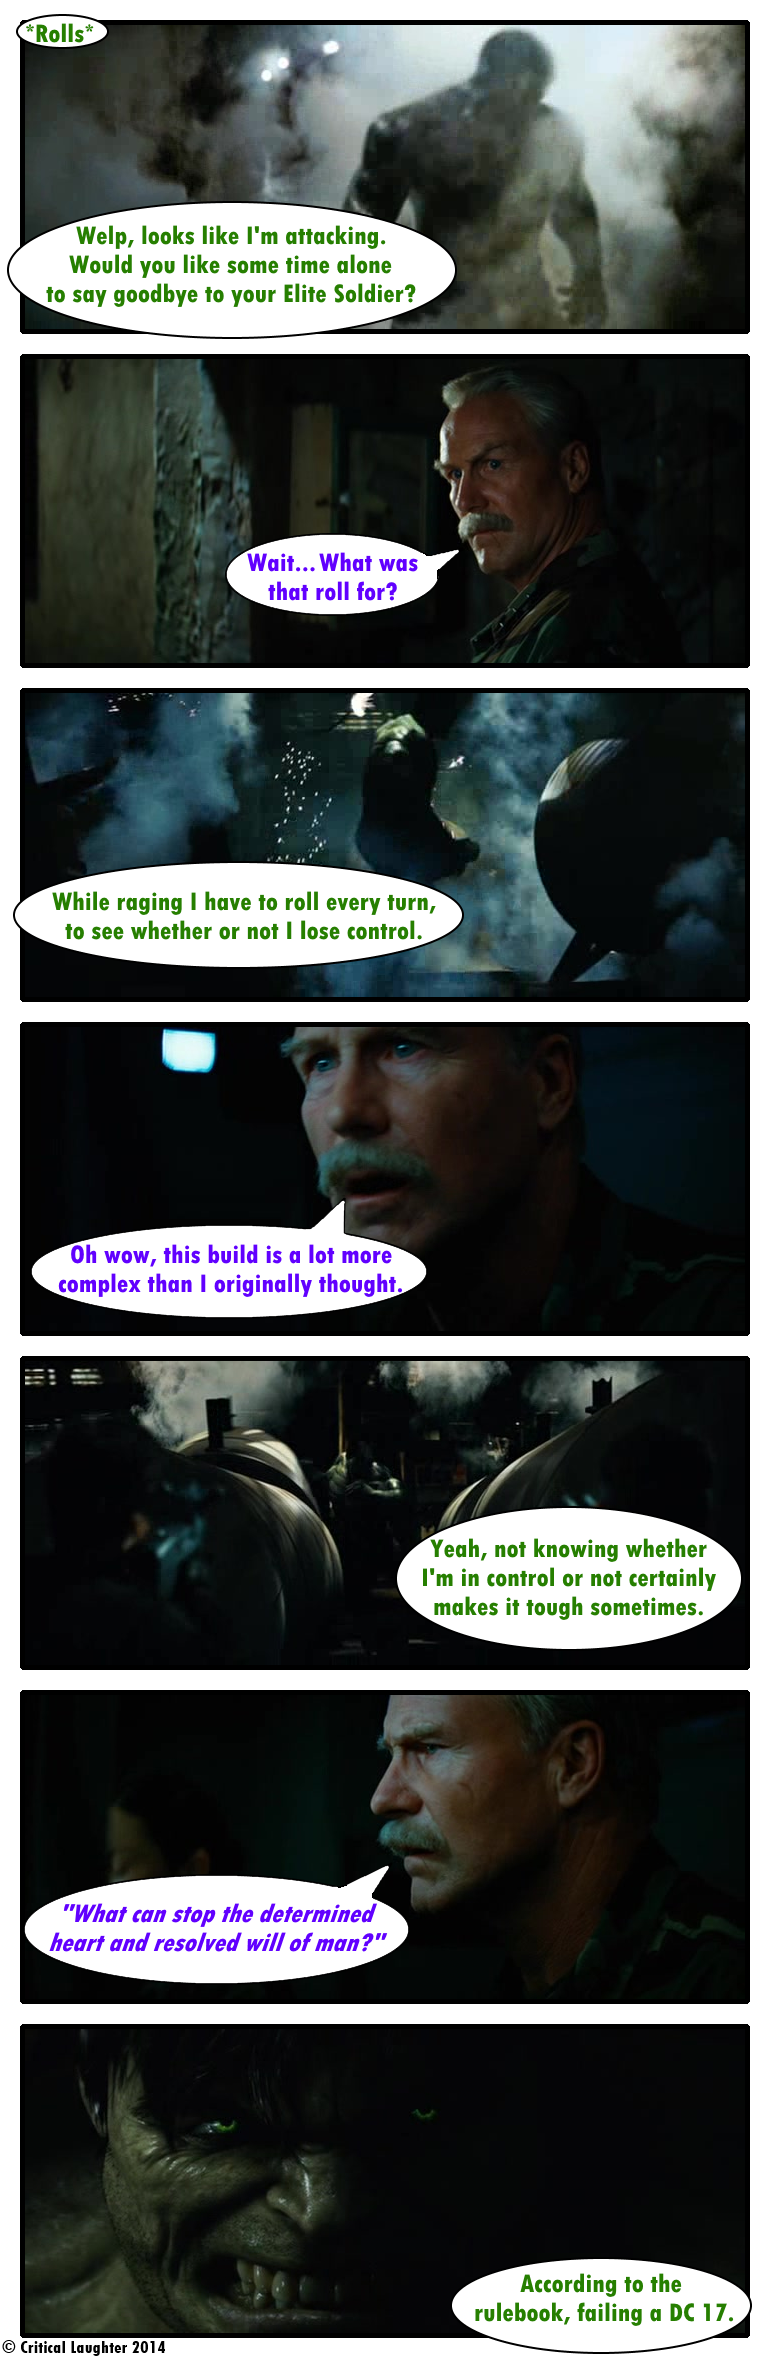 *Rolls*
Welp, looks like I'm attacking.
Would you like some time alone
to say goodbye to your Elite Soldier?
Wait... What was
that roll for?
While raging I have to roll every turn,
to see whether or not I lose control.
Oh wow, this build is a lot more
complex than I originally thought.
Yeah, not knowing whether
I'm in control or not certainly
makes it tough sometimes.
"What can stop the determined
heart and resolved will of man?"
According to the
rulebook, failing a DC 17.
© Critical Laughter 2014